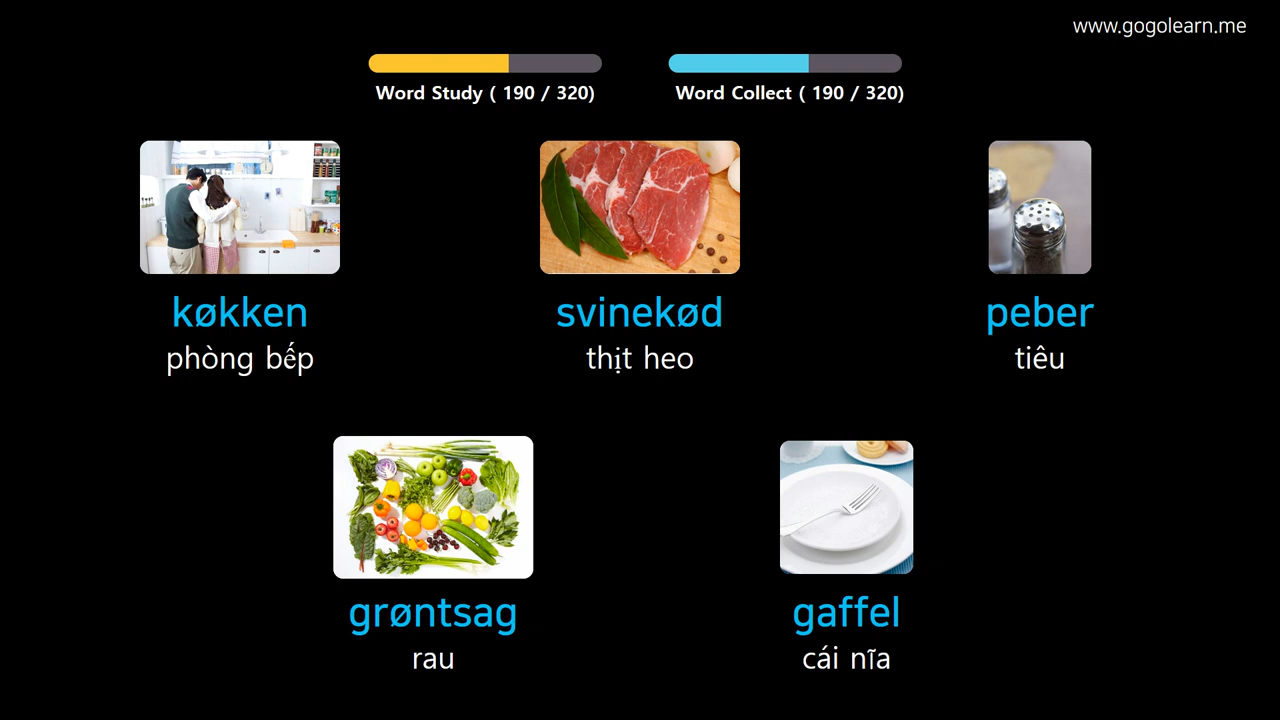 www.gogolearn.me
Word Study ( 190 / 320)
Word Collect ( 190 / 320)
køkken
phòng bếp
svinekød
thịt heo
peber
tiêu
grøntsag
rau
gaffel
cái nĩa